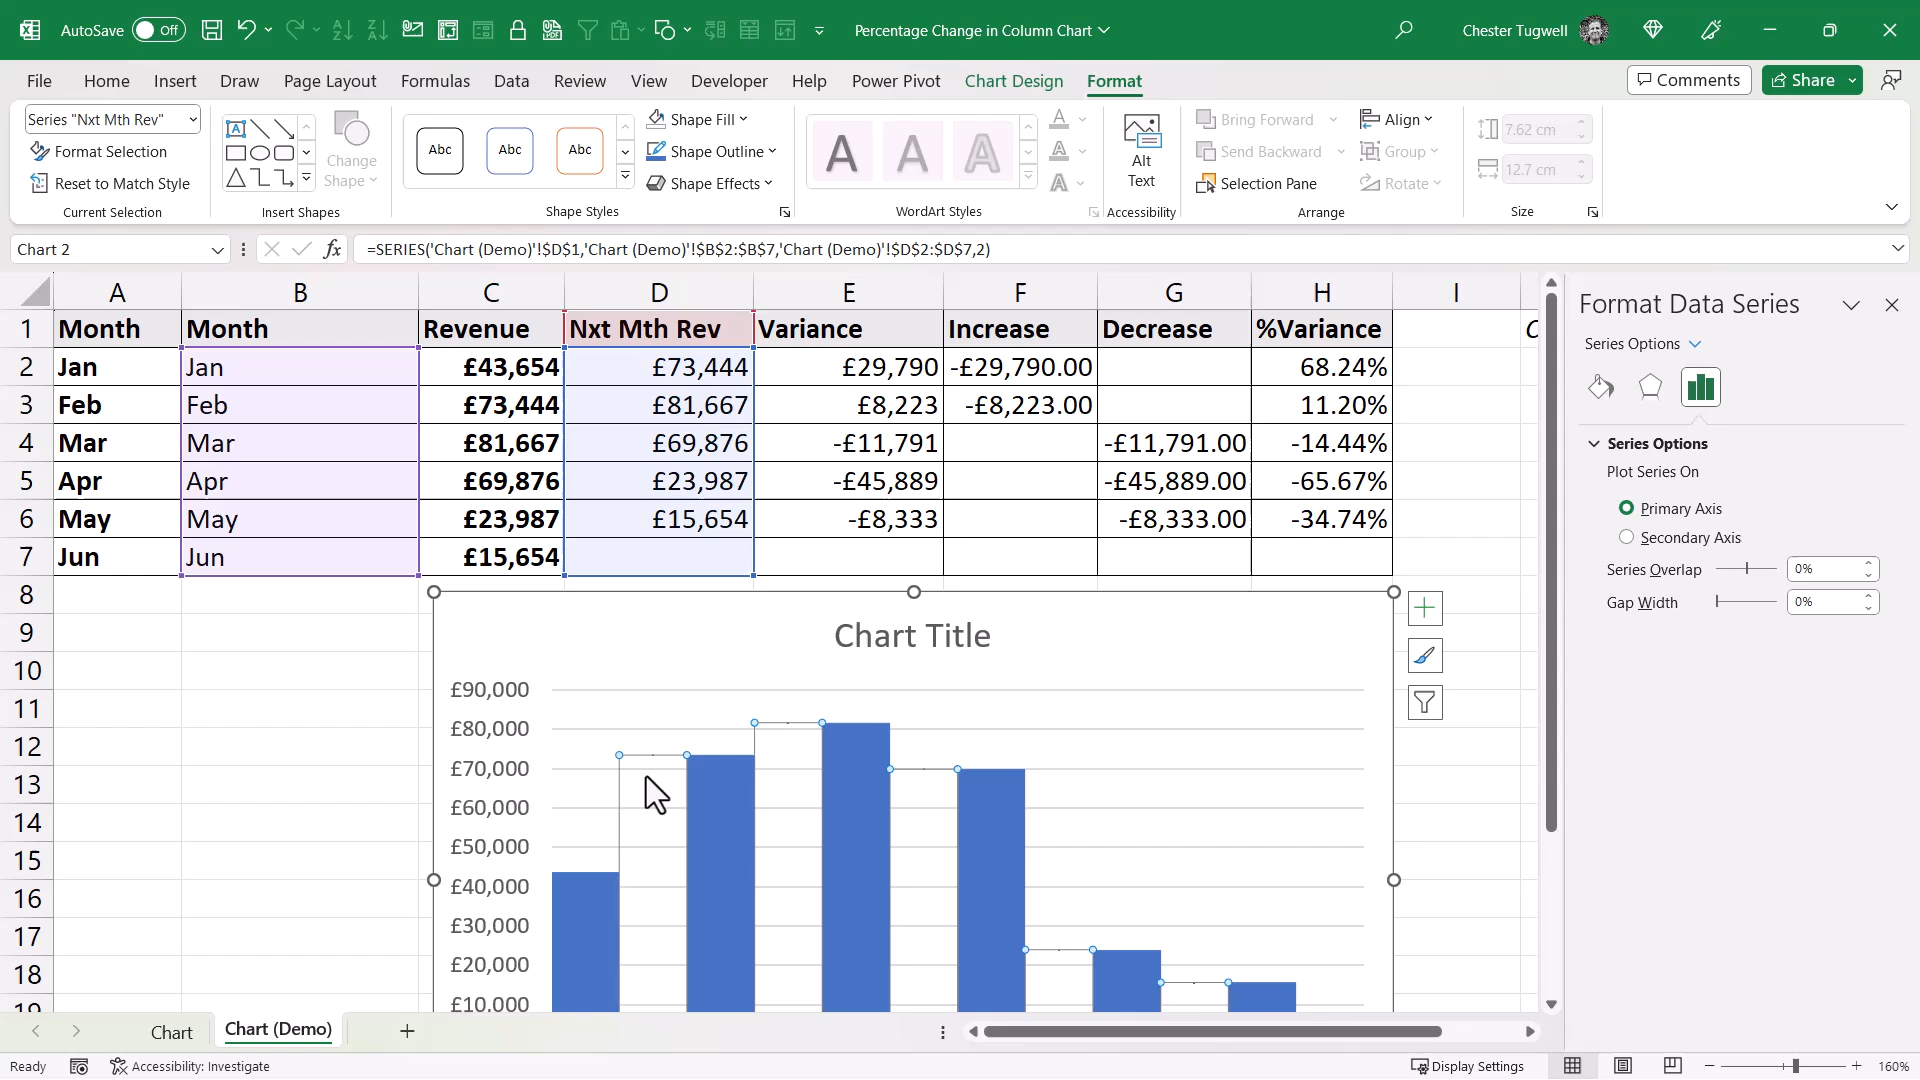 AutoSave Off
Percentage Change in Column Chart
Chester Tugwell
File Home Insert Draw Page Layout Formulas Data Review View Developer Help Power Pivot Chart Design Format
Comments Share
Series "Nxt Mth Rev"
Format Selection
Reset to Match Style
Current Selection
Change
Shape
Insert Shapes
Abc Abc Abc
Shape Fill
Shape Outline
Shape Effects
Shape Styles
A A A
WordArt Styles
Alt
Text
Accessibility
Bring Forward
Send Backward
Selection Pane
Align
Group
Rotate
Arrange
7.62 cm
12.7 cm
Size
Chart 2
fx =SERIES('Chart (Demo)'!$D$1,'Chart (Demo)'!$B$2:$B$7,'Chart (Demo)'!$D$2:$D$7,2)
A B C D E F G H I
1 Month Month Revenue Nxt Mth Rev Variance Increase Decrease %Variance
2 Jan Jan £43,654 £73,444 £29,790 -£29,790.00 68.24%
3 Feb Feb £73,444 £81,667 £8,223 -£8,223.00 11.20%
4 Mar Mar £81,667 £69,876 -£11,791 -£11,791.00 -14.44%
5 Apr Apr £69,876 £23,987 -£45,889 -£45,889.00 -65.67%
6 May May £23,987 £15,654 -£8,333 -£8,333.00 -34.74%
7 Jun Jun £15,654
8
9
10
11
12
13
14
15
16
17
18
Chart Title
£90,000
£80,000
£70,000
£60,000
£50,000
£40,000
£30,000
£20,000
£10,000
Format Data Series
Series Options
Series Options
Plot Series On
Primary Axis
Secondary Axis
Series Overlap 0%
Gap Width 0%
Chart Chart (Demo)
Ready Accessibility: Investigate Display Settings 160%